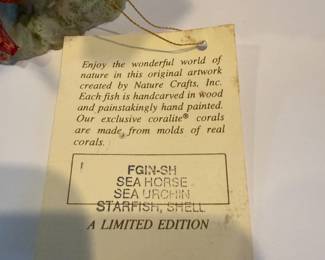 Enjoy the wonderful world of
nature in this original artwork
created by Nature Crafts, Inc.
Each fish is handcarved in wood
and painstakingly hand painted.
Our exclusive coralite® corals
are made from molds of real
corals.
FGIN-SH
SEA HORSE
SEA URCHIN
STARFISH, SHELL
A LIMITED EDITION